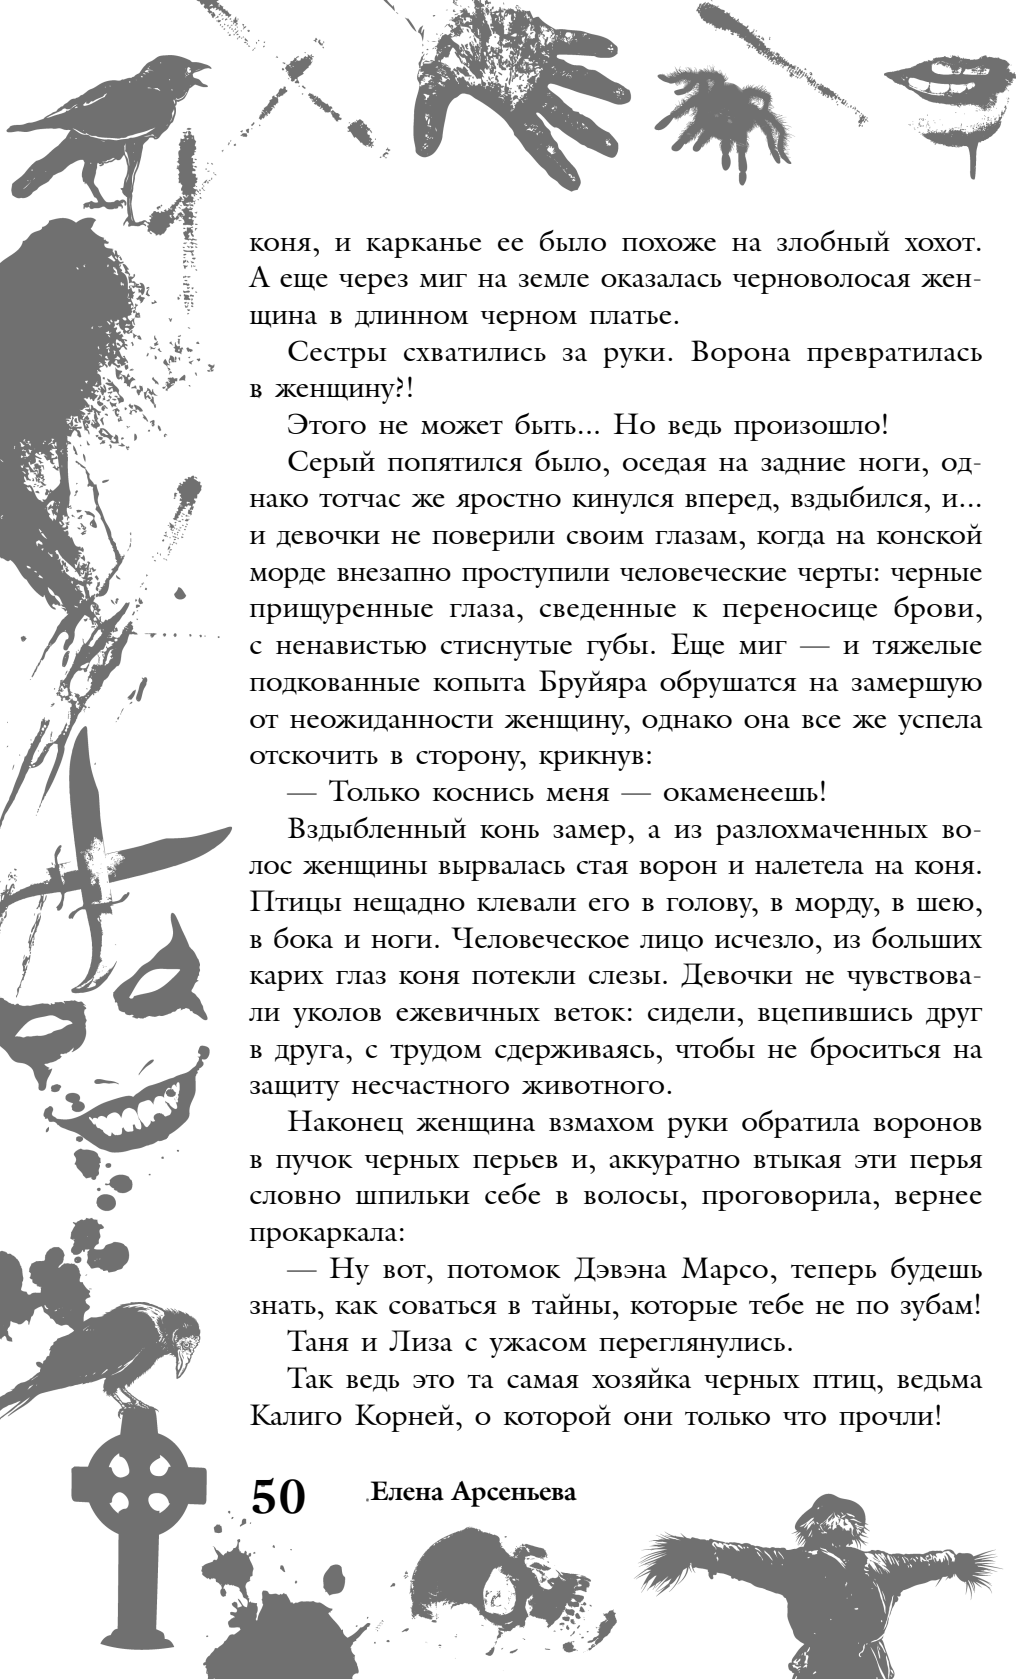 коня, и карканье ее было похоже на злобный хохот.
А еще через миг на земле оказалась черноволосая жен-
щина в длинном черном платье.
Сестры схватились за руки. Ворона превратилась
в женщину?!
Этого не может быть... Но ведь произошло!
Серый попятился было, оседая на задние ноги, од-
нако тотчас же яростно кинулся вперед, вздыбился, и...
и девочки не поверили своим глазам, когда на конской
морде внезапно проступили человеческие черты: черные
прищуренные глаза, сведенные к переносице брови,
с ненавистью стиснутые губы. Еще миг — и тяжелые
подкованные копыта Бруйяра обрушатся на замершую
от неожиданности женщину, однако она все же успела
отскочить в сторону, крикнув:
— Только коснись меня — окаменеешь!
Вздыбленный конь замер, а из разлохмаченных во-
лос женщины вырвалась стая ворон и налетела на коня.
Птицы нещадно клевали его в голову, в морду, в шею,
в бока и ноги. Человеческое лицо исчезло, из больших
карих глаз коня потекли слезы. Девочки не чувствова-
ли уколов ежевичных веток: сидели, вцепившись друг
в друга, с трудом сдерживаясь, чтобы не броситься на
защиту несчастного животного.
Наконец женщина взмахом руки обратила воронов
в пучок черных перьев и, аккуратно втыкая эти перья
словно шпильки себе в волосы, проговорила, вернее
прокаркала:
— Ну вот, потомок Дэвэна Марсо, теперь будешь
знать, как соваться в тайны, которые тебе не по зубам!
Таня и Лиза с ужасом переглянулись.
Так ведь это та самая хозяйка черных птиц, ведьма
Калиго Корней, о которой они только что прочли!
50 Елена Арсеньева